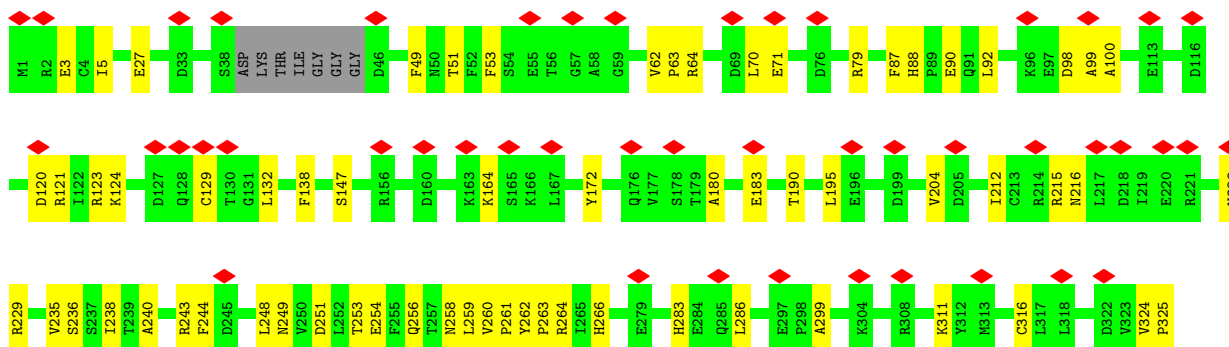 M1 R2 E3 C4 I5 E27 D33 S38 ASP LYS THR ILE GLY GLY GLY D46 F49 N50 T51 F52 F53 S54 E55 T56 G57 A58 G59 V62 P63 R64 D69 L70 E71 D76 R79 F87 H88 P89 E90 Q91 L92 K96 E97 D98 A99 A100 E113 D116
D120 R121 I122 R123 K124 D127 Q128 C129 T130 G131 L132 F138 S147 R156 D160 K163 K164 S165 K166 L167 Y172 Q176 V177 S178 T179 A180 E183 T190 L195 E196 D199 V204 D205 I212 C213 R214 R215 N216 L217 D218 I219 E220 R221
R229 V235 S236 S237 I238 T239 A240 R243 F244 D245 L248 N249 V250 D251 L252 T253 E254 F255 Q256 T257 N258 L259 V260 P261 Y262 P263 R264 I265 H266 E279 H283 E284 Q285 L286 E297 P298 A299 K304 R308 K311 Y312 M313 C316 L317 L318 D322 V323 V324 P325